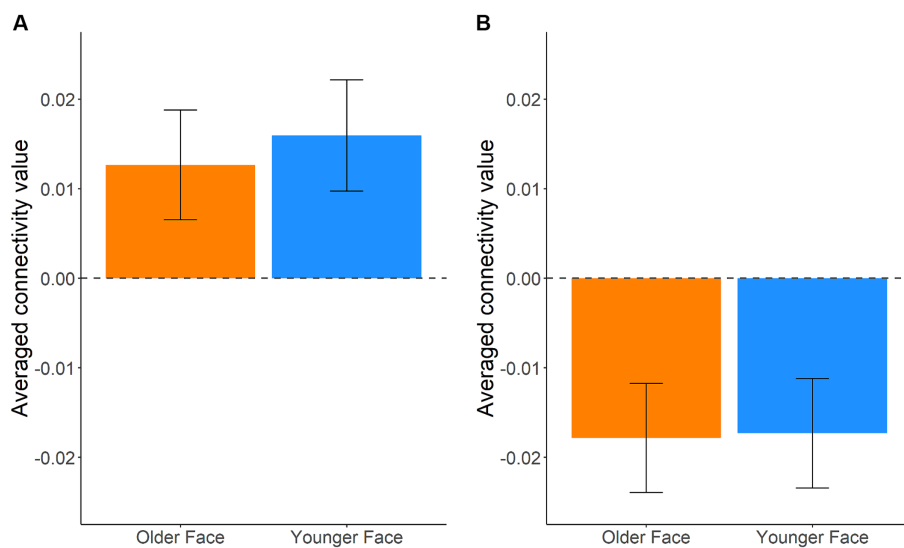 A
Averaged connectivity value
0.02
0.01
0.00
-0.01
-0.02
Older Face Younger Face
B
Averaged connectivity value
0.02
0.01
0.00
-0.01
-0.02
Older Face Younger Face